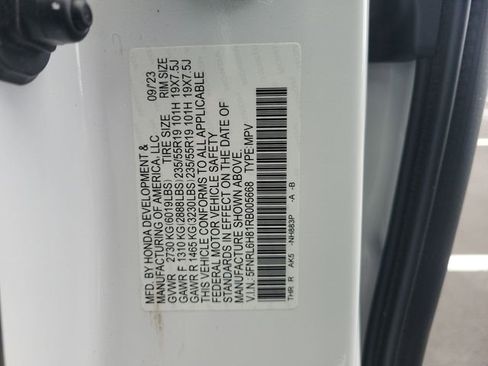 MFD. BY HONDA DEVELOPMENT & 09/23
MANUFACTURING OF AMERICA, LLC
TIRE SIZE RIM SIZE
GVWR 2730 KG (6019LBS)
GAWR F 1310 KG (2888LBS) 235/55R19 101H 19X7.5J
GAWR R 1465 KG (3230LBS) 235/55R19 101H 19X7.5J
THIS VEHICLE CONFORMS TO ALL APPLICABLE
FEDERAL MOTOR VEHICLE SAFETY
STANDARDS IN EFFECT ON THE DATE OF
MANUFACTURE SHOWN ABOVE.
V.I.N. 5FNRL6H81RB005668 TYPE:MPV
THR R AK5 -NH883P -A -B